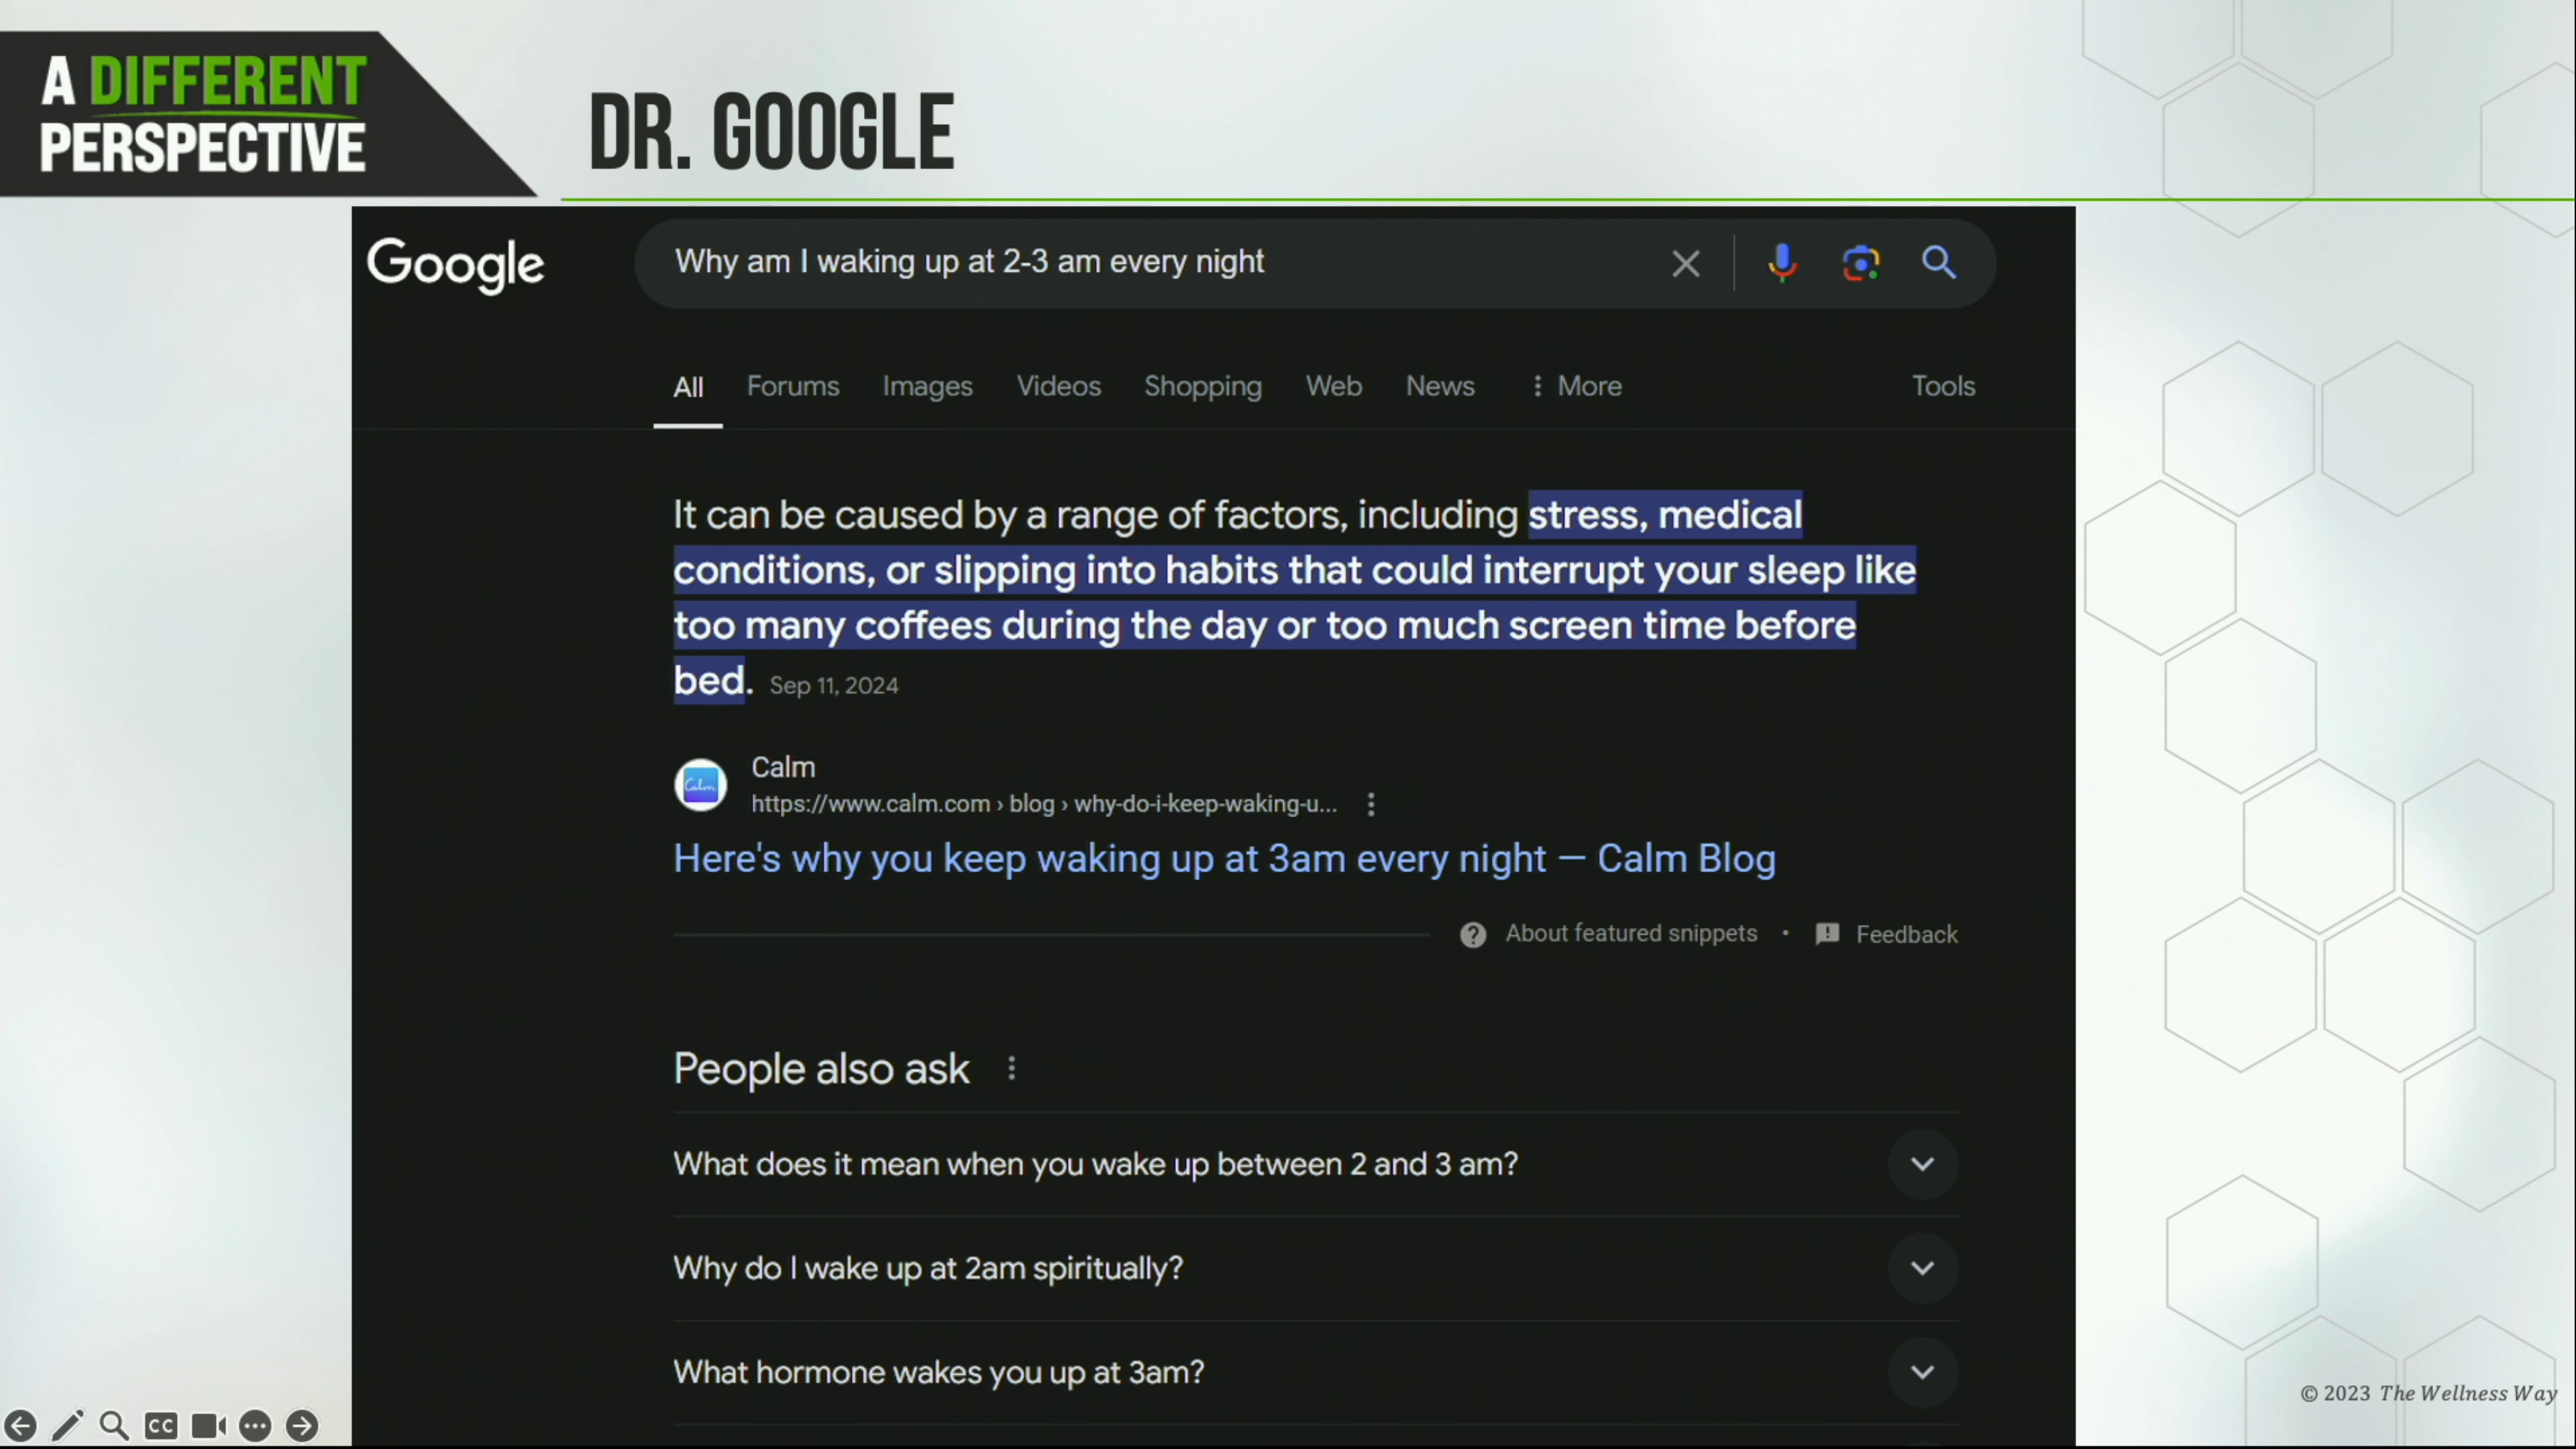 A DIFFERENT
PERSPECTIVE
DR. GOOGLE
Google
Why am I waking up at 2-3 am every night
All Forums Images Videos Shopping Web News More Tools
It can be caused by a range of factors, including stress, medical
conditions, or slipping into habits that could interrupt your sleep like
too many coffees during the day or too much screen time before
bed. Sep 11, 2024
Calm
Calm
https://www.calm.com › blog › why-do-i-keep-waking-u...
Here's why you keep waking up at 3am every night — Calm Blog
About featured snippets • Feedback
People also ask
What does it mean when you wake up between 2 and 3 am?
Why do I wake up at 2am spiritually?
What hormone wakes you up at 3am?
© 2023 The Wellness Way
CC